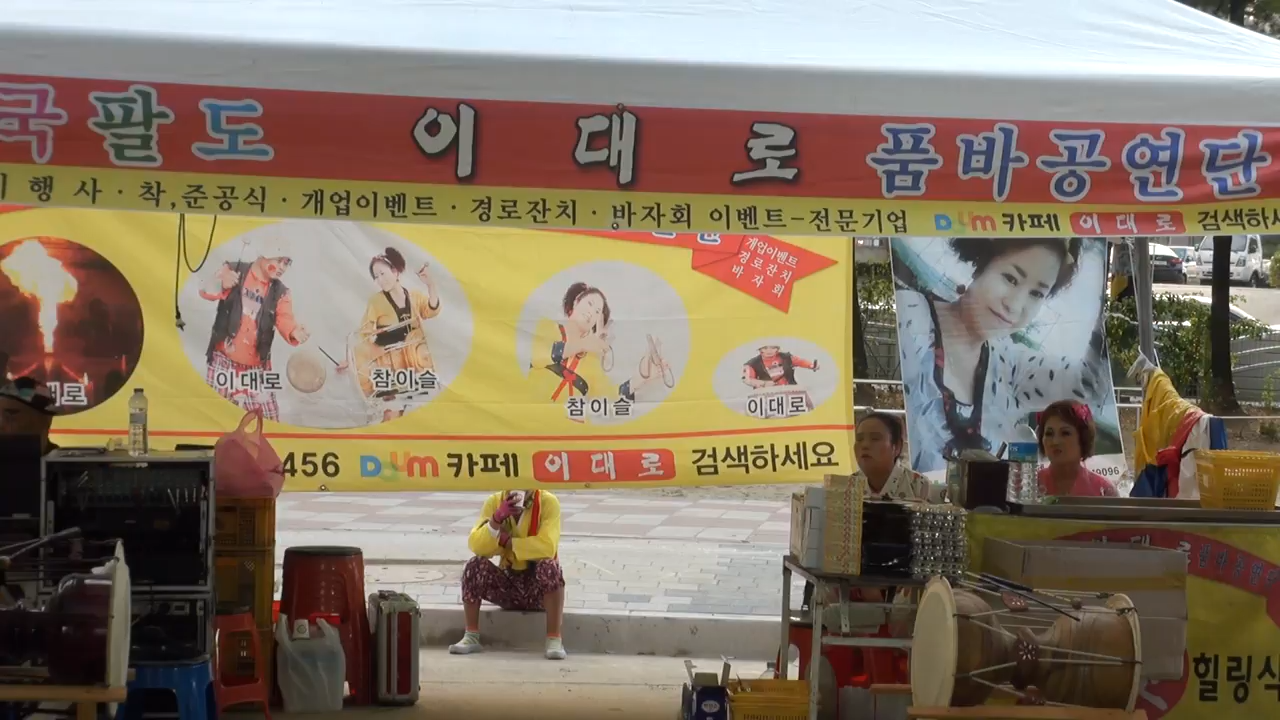 국팔도 이대로 품바공연단
행사·착,준공식·개업이벤트·경로잔치·바자회 이벤트-전문기업 Daum 카페 이대로 검색하세
개업이벤트
경로잔치
바자회
이대로
참이슬
참이슬
이대로
대로
456 Daum 카페 이대로 검색하세요
9096
힐링